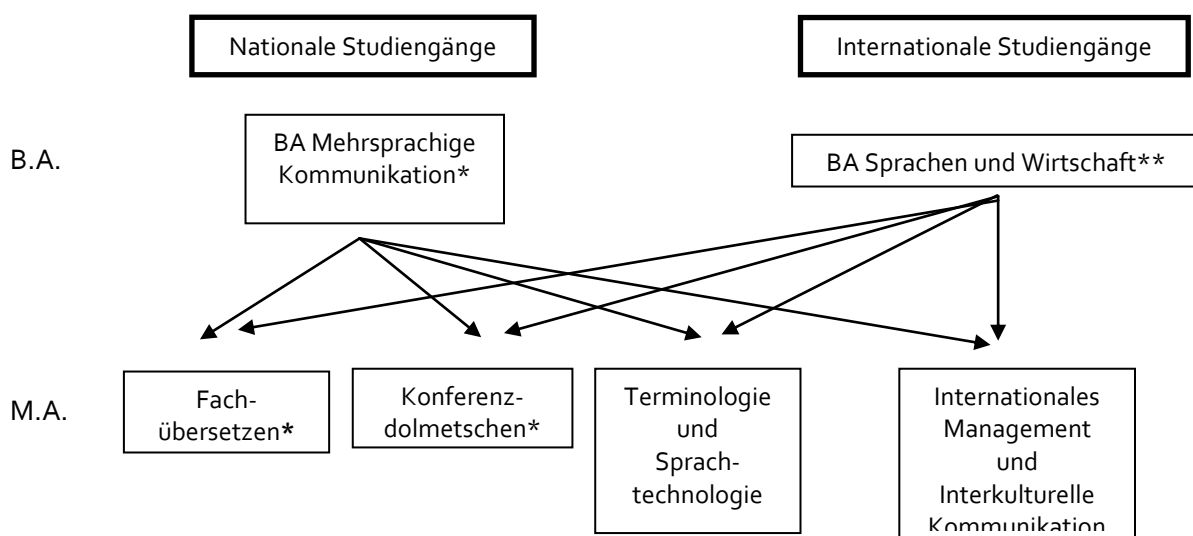 Nationale Studiengänge
Internationale Studiengänge
B.A.
BA Mehrsprachige
Kommunikation*
BA Sprachen und Wirtschaft**
M.A.
Fach-
übersetzen*
Konferenz-
dolmetschen*
Terminologie
und
Sprach-
technologie
Internationales
Management
und
Interkulturelle
Kommunikation